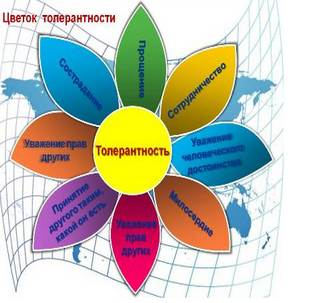 Цветок толерантности
Прощение
Сотрудничество
Уважение
человеческого
достоинства
Милосердие
Уважение
прав
других
Принятие
другого таким,
какой он есть
Уважение прав
других
Сострадание
Толерантность